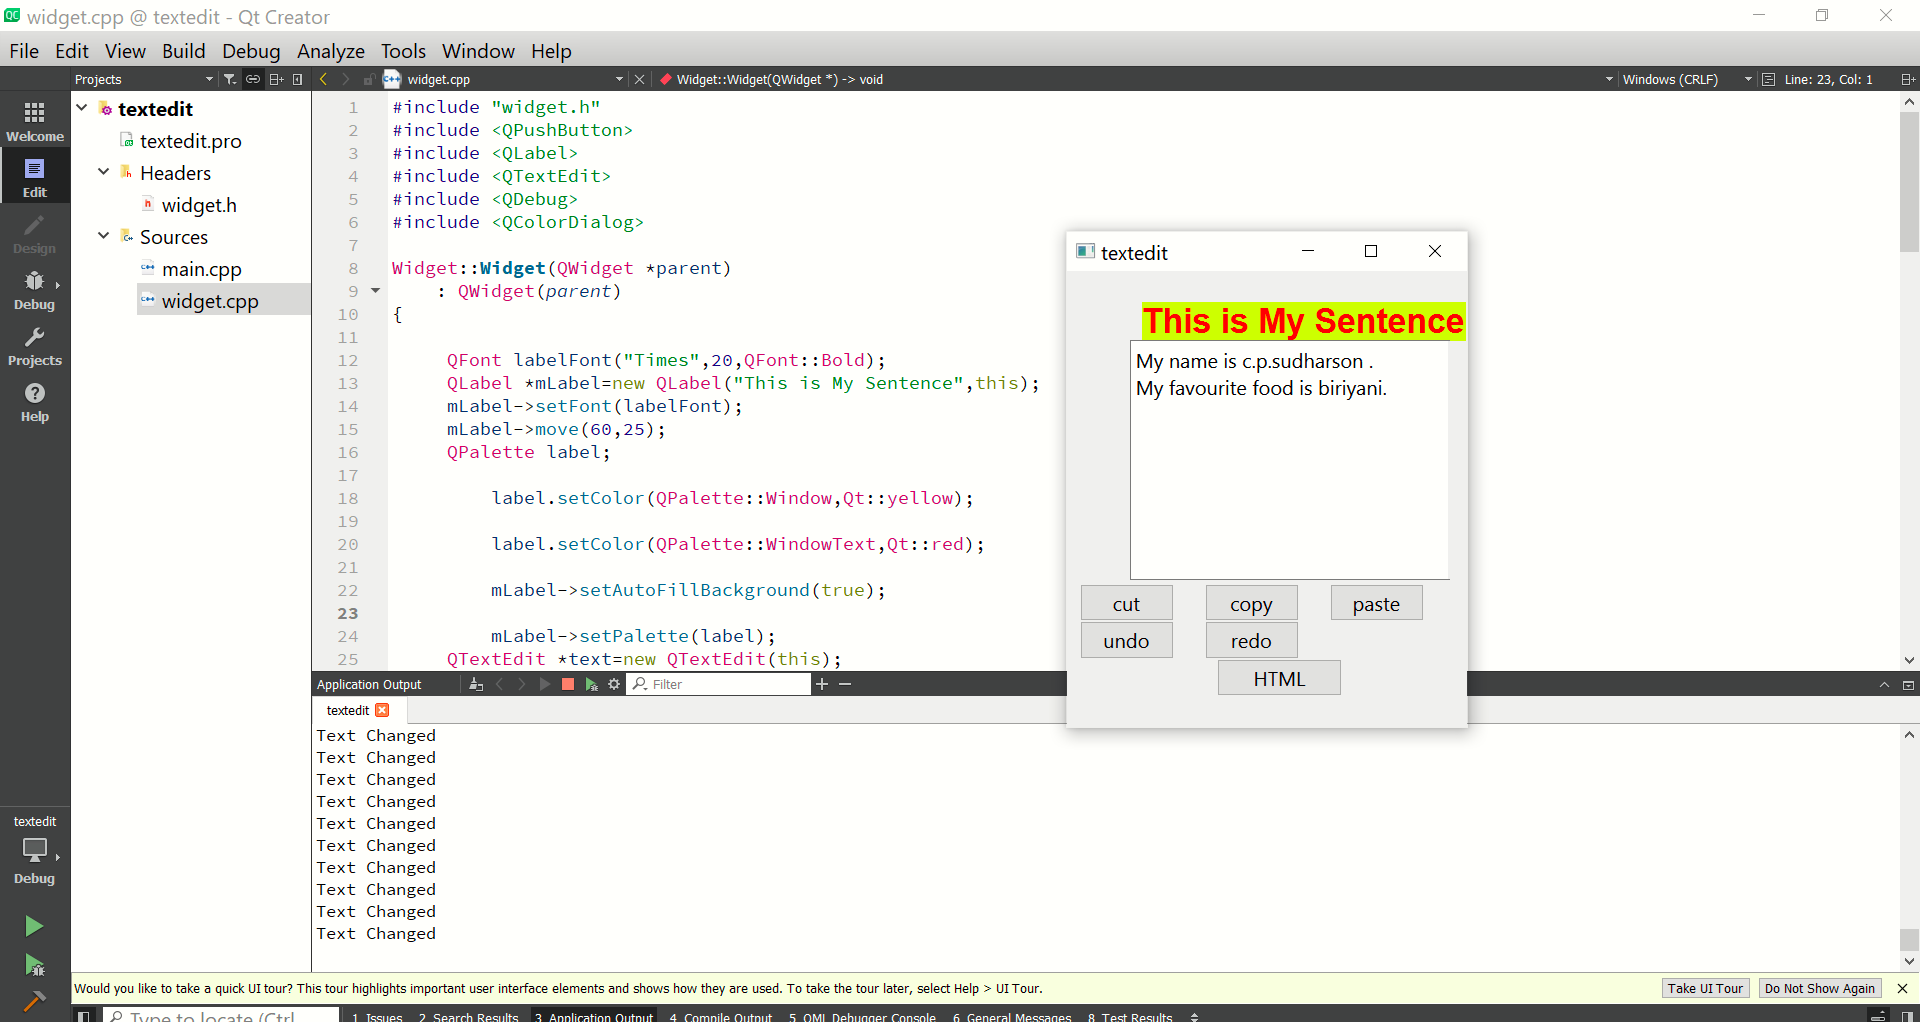 widget.cpp @ textedit - Qt Creator
File Edit View Build Debug Analyze Tools Window Help
Projects
widget.cpp
Widget::Widget(QWidget *) -> void
Windows (CRLF)
Line: 23, Col: 1
Welcome
Edit
Design
Debug
Projects
Help
textedit
Debug
textedit
textedit.pro
Headers
widget.h
Sources
main.cpp
widget.cpp
1 #include "widget.h"
2 #include <QPushButton>
3 #include <QLabel>
4 #include <QTextEdit>
5 #include <QDebug>
6 #include <QColorDialog>
7
8 Widget::Widget(QWidget *parent)
9 : QWidget(parent)
10 {
11
12 QFont labelFont("Times",20,QFont::Bold);
13 QLabel *mLabel=new QLabel("This is My Sentence",this);
14 mLabel->setFont(labelFont);
15 mLabel->move(60,25);
16 QPalette label;
17
18 label.setColor(QPalette::Window,Qt::yellow);
19
20 label.setColor(QPalette::WindowText,Qt::red);
21
22 mLabel->setAutoFillBackground(true);
23
24 mLabel->setPalette(label);
25 QTextEdit *text=new QTextEdit(this);
textedit
This is My Sentence
My name is c.p.sudharson .
My favourite food is biriyani.
cut copy paste
undo redo
HTML
Application Output
Filter
textedit
Text Changed
Text Changed
Text Changed
Text Changed
Text Changed
Text Changed
Text Changed
Text Changed
Text Changed
Text Changed
Would you like to take a quick UI tour? This tour highlights important user interface elements and shows how they are used. To take the tour later, select Help > UI Tour.
Take UI Tour
Do Not Show Again
Type to locate (Ctrl
1 Issues 2 Search Results 3 Application Output 4 Compile Output 5 QML Debugger Console 6 General Messages 8 Test Results